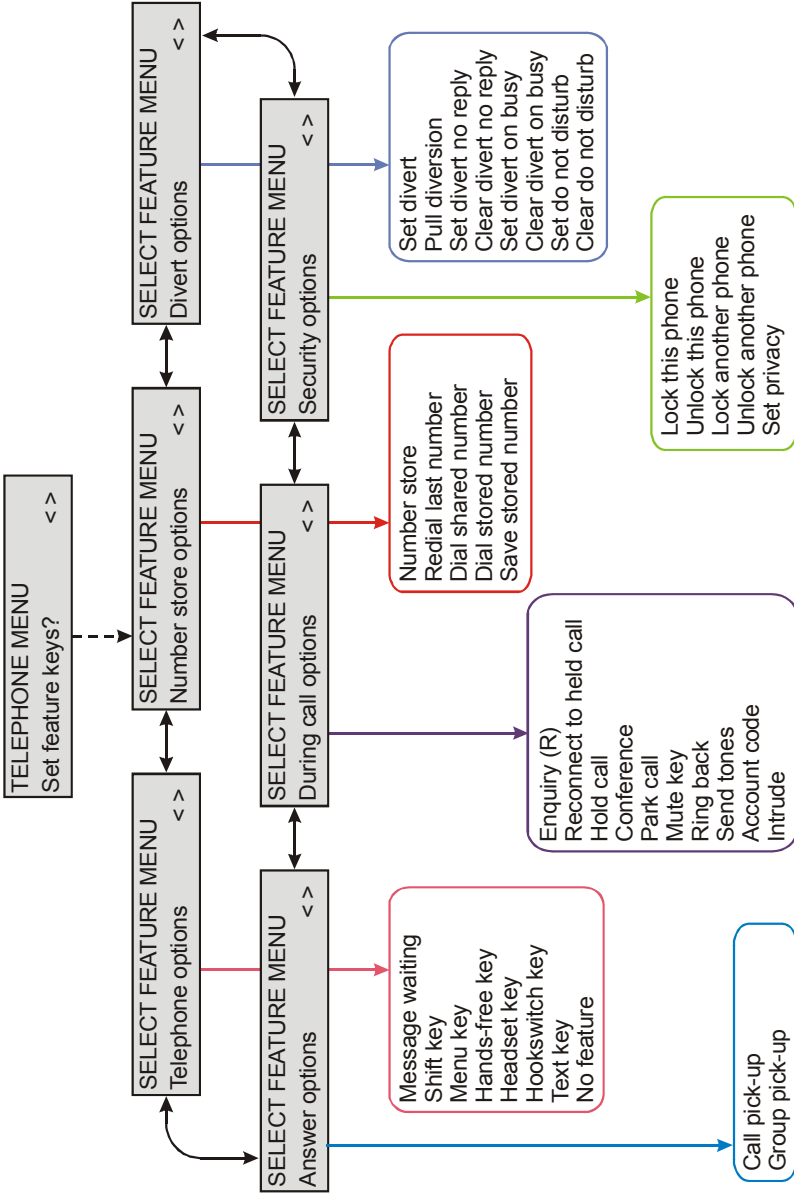 TELEPHONE MENU
Set feature keys? < >
SELECT FEATURE MENU
Telephone options < >
SELECT FEATURE MENU
Number store options < >
SELECT FEATURE MENU
Divert options < >
SELECT FEATURE MENU
Answer options < >
SELECT FEATURE MENU
During call options < >
SELECT FEATURE MENU
Security options < >
Message waiting
Shift key
Menu key
Hands-free key
Headset key
Hookswitch key
Text key
No feature
Number store
Redial last number
Dial shared number
Dial stored number
Save stored number
Set divert
Pull diversion
Set divert no reply
Clear divert no reply
Set divert on busy
Clear divert on busy
Set do not disturb
Clear do not disturb
Call pick-up
Group pick-up
Enquiry (R)
Reconnect to held call
Hold call
Conference
Park call
Mute key
Ring back
Send tones
Account code
Intrude
Lock this phone
Unlock this phone
Lock another phone
Unlock another phone
Set privacy